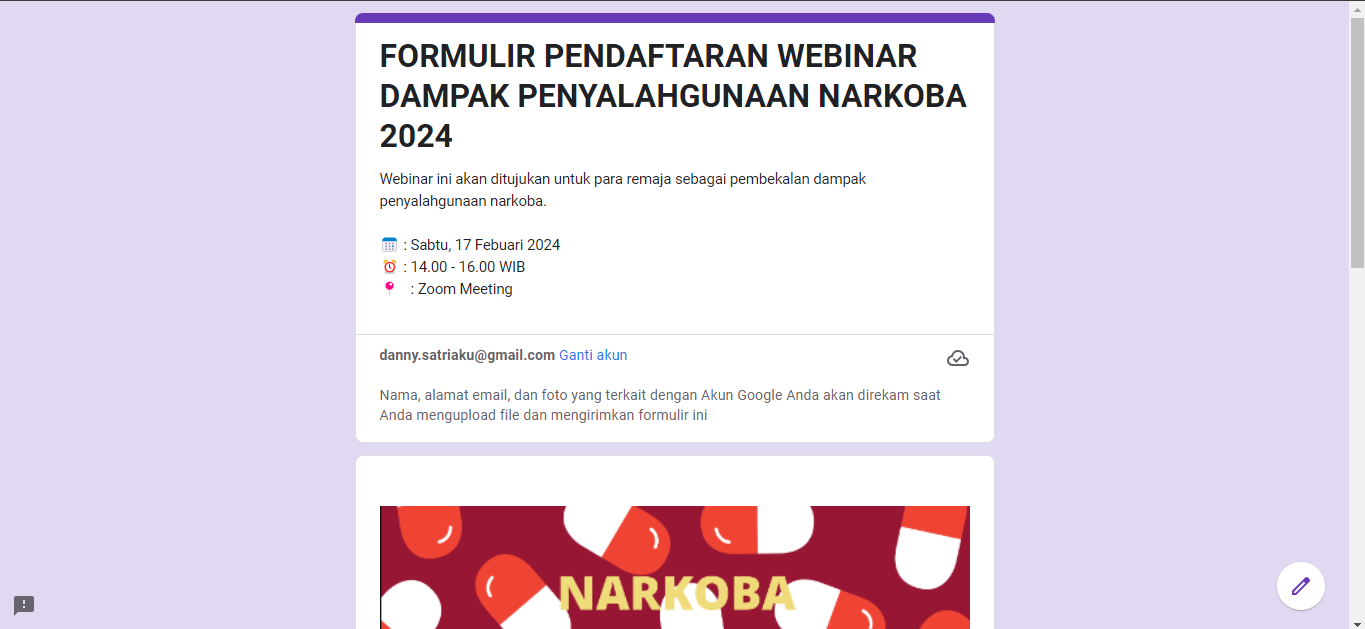 FORMULIR PENDAFTARAN WEBINAR
DAMPAK PENYALAHGUNAAN NARKOBA
2024
Webinar ini akan ditujukan untuk para remaja sebagai pembekalan dampak
penyalahgunaan narkoba.
: Sabtu, 17 Febuari 2024
: 14.00 - 16.00 WIB
: Zoom Meeting
danny.satriaku@gmail.com Ganti akun
Nama, alamat email, dan foto yang terkait dengan Akun Google Anda akan direkam saat
Anda mengupload file dan mengirimkan formulir ini
NARKOBA